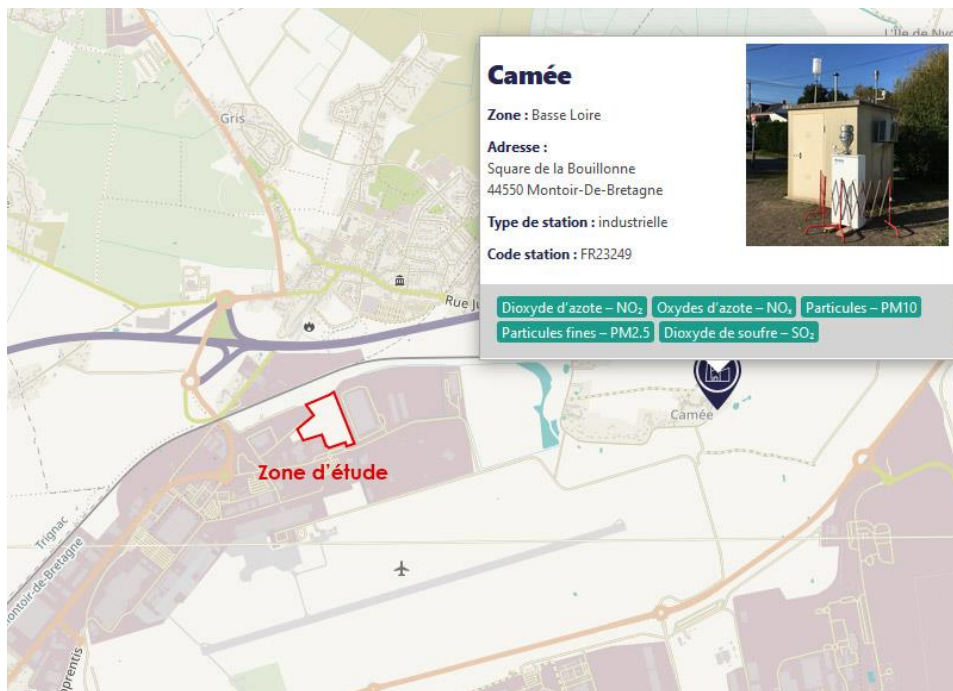 L'Île de
Camée
Zone : Basse Loire
Adresse :
Square de la Bouillonne
44550 Montoir-De-Bretagne
Type de station : industrielle
Code station : FR23249
Dioxyde d'azote – NO₂ Oxydes d'azote – NOₓ Particules – PM10
Particules fines – PM2.5 Dioxyde de soufre – SO₂
Gris
Rue Ju
Camée
Zone d'étude
Trignac
Montoir-de-Bretagne
pprentis